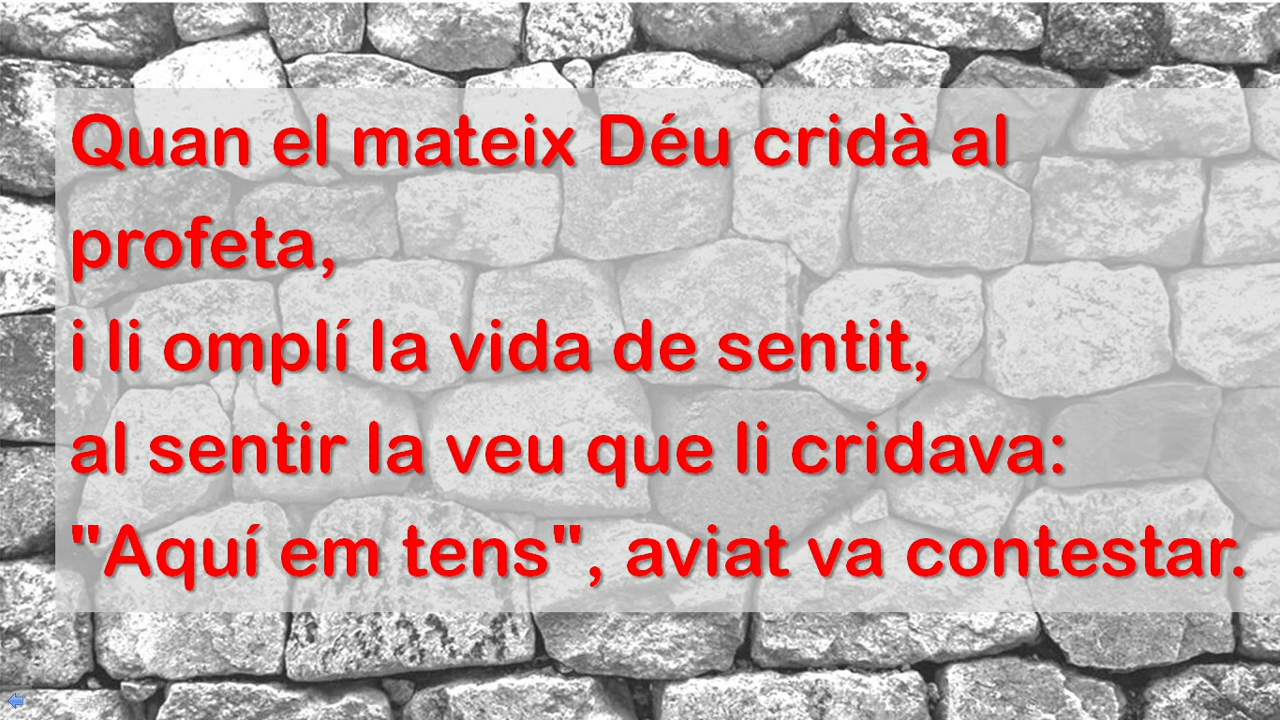 Quan el mateix Déu cridà al
profeta,
i li omplí la vida de sentit,
al sentir la veu que li cridava:
"Aquí em tens", aviat va contestar.